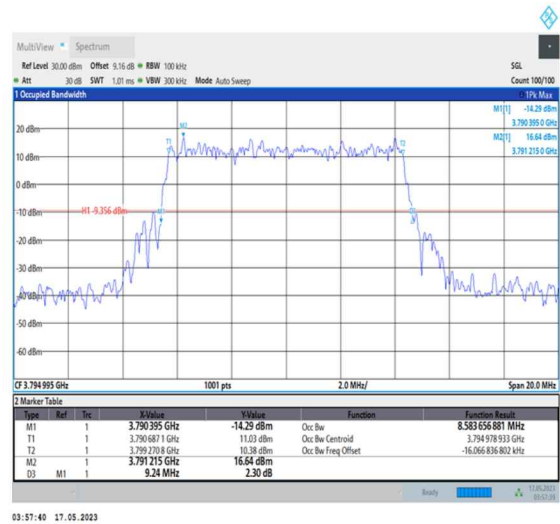 MultiView Spectrum
Ref Level 30.00 dBm Offset 9.16 dB RBW 100 kHz SGL
Att 30 dB SWT 1.01 ms VBW 300 kHz Mode Auto Sweep Count 100/100
1 Occupied Bandwidth 1Pk Max
M1[1] -14.29 dBm
3.790 395 0 GHz
M2[1] 16.64 dBm
3.791 215 0 GHz
20 dBm
M2
T1
T2
10 dBm
0 dBm
-10 dBm
H1 -9.356 dBm
M1
D3
-20 dBm
-30 dBm
-40 dBm
-50 dBm
-60 dBm
CF 3.794 995 GHz 1001 pts 2.0 MHz/ Span 20.0 MHz
2 Marker Table
Type Ref Trc X-Value Y-Value Function Function Result
M1 1 3.790 395 GHz -14.29 dBm Occ Bw 8.583 656 881 MHz
T1 1 3.790 687 1 GHz 11.03 dBm Occ Bw Centroid 3.794 978 933 GHz
T2 1 3.799 270 8 GHz 10.38 dBm Occ Bw Freq Offset -16.066 836 802 kHz
M2 1 3.791 215 GHz 16.64 dBm
D3 M1 1 9.24 MHz 2.30 dB
Ready 17.05.2023
03:57:39
03:57:40 17.05.2023